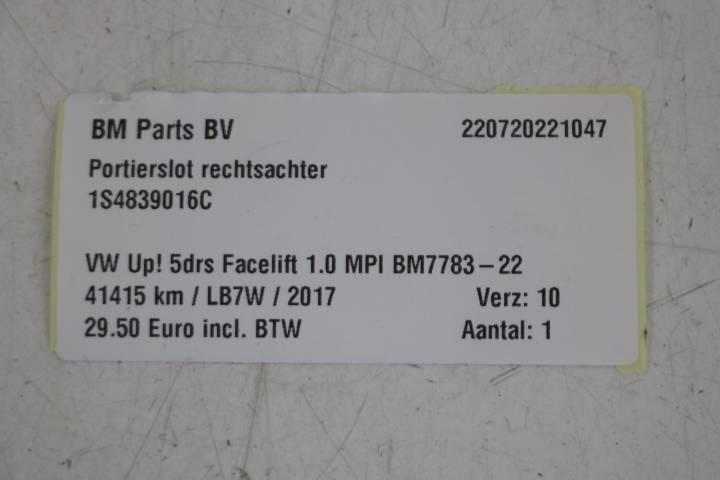 BM Parts BV 220720221047
Portierslot rechtsachter
1S4839016C
VW Up! 5drs Facelift 1.0 MPI BM7783-22
41415 km / LB7W / 2017 Verz: 10
29.50 Euro incl. BTW Aantal: 1